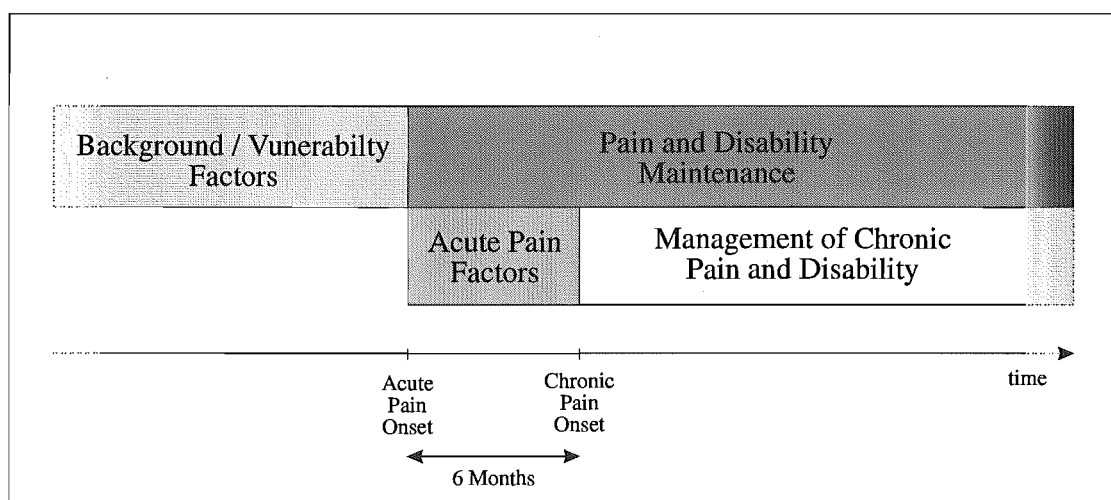 Background / Vunerabilty
Factors
Pain and Disability
Maintenance
Acute Pain
Factors
Management of Chronic
Pain and Disability
time
Acute
Pain
Onset
Chronic
Pain
Onset
6 Months